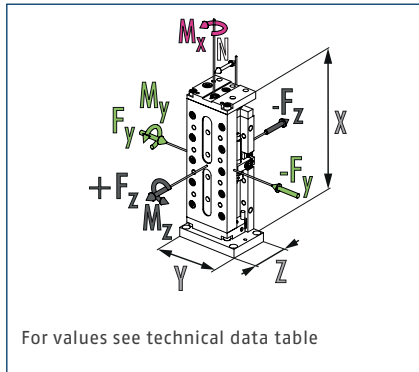 Mx
N
My
Fy
-Fz
X
+Fz
Mz
-Fy
Y
Z
For values see technical data table